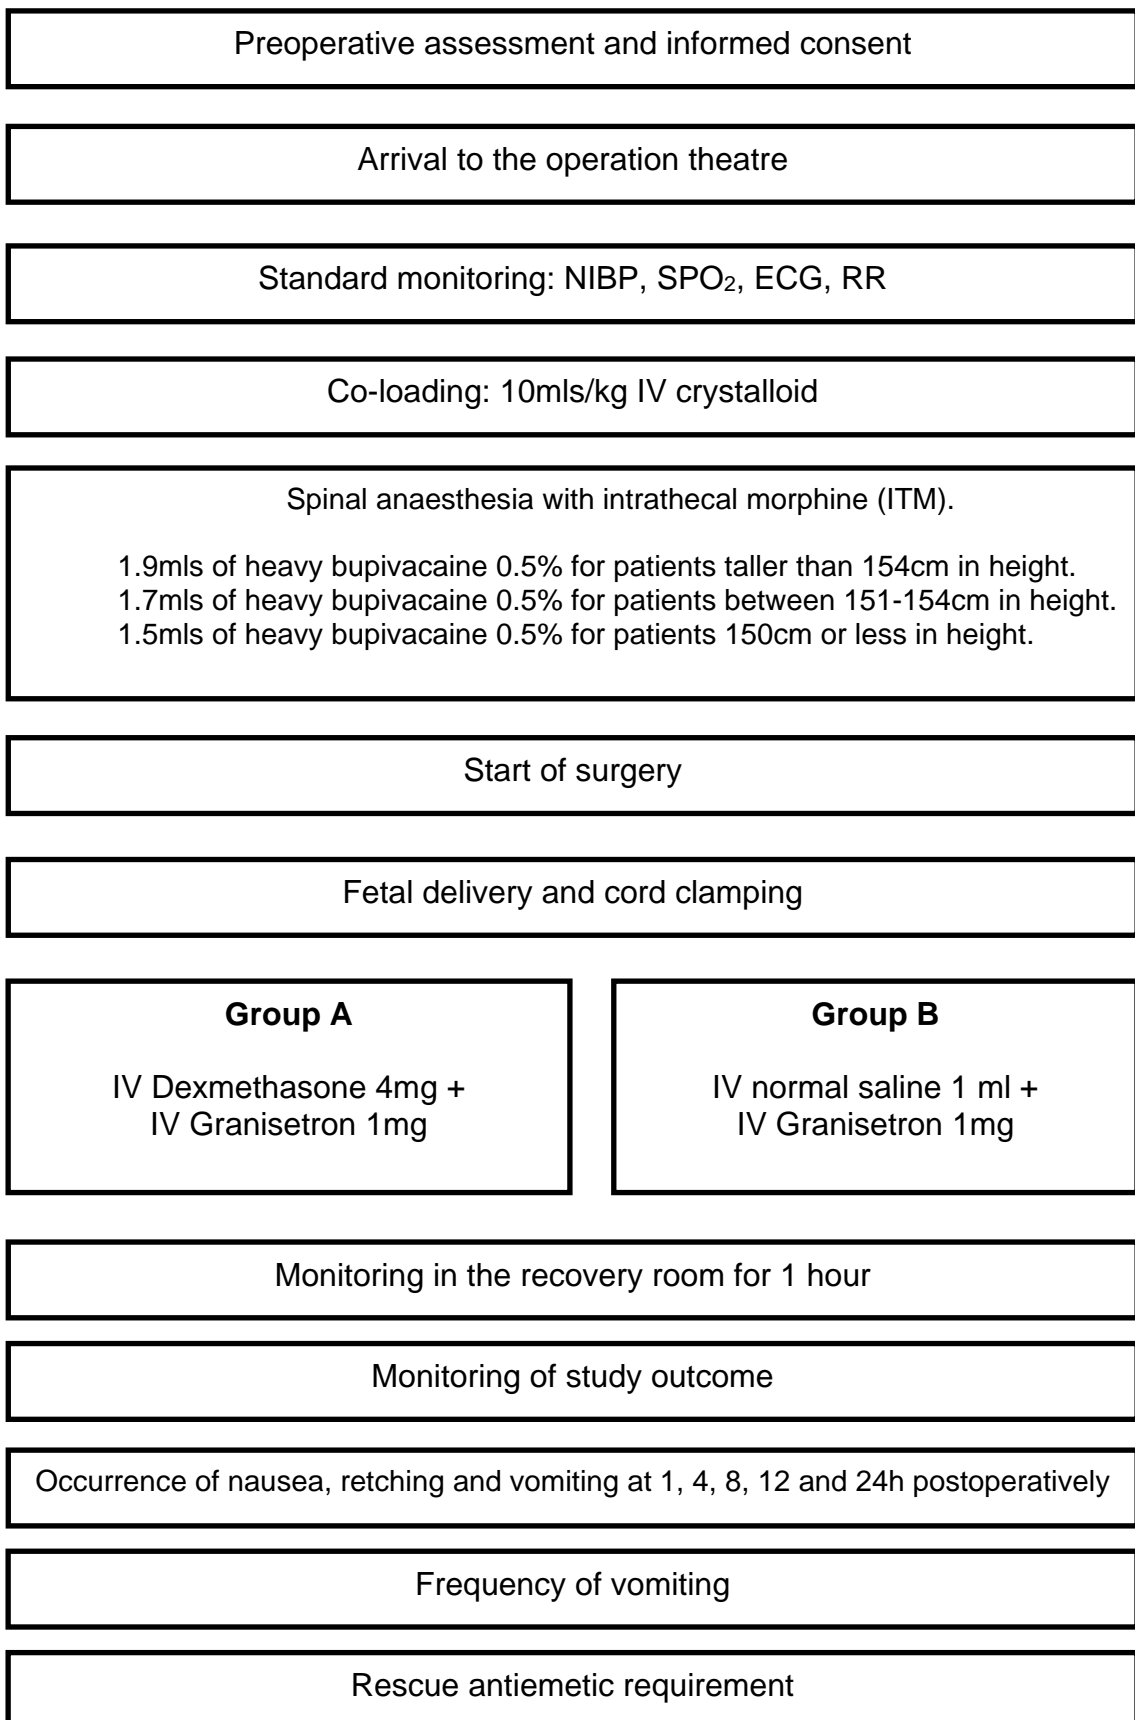 Preoperative assessment and informed consent
Arrival to the operation theatre
Standard monitoring: NIBP, SPO₂, ECG, RR
Co-loading: 10mls/kg IV crystalloid
Spinal anaesthesia with intrathecal morphine (ITM).
1.9mls of heavy bupivacaine 0.5% for patients taller than 154cm in height.
1.7mls of heavy bupivacaine 0.5% for patients between 151-154cm in height.
1.5mls of heavy bupivacaine 0.5% for patients 150cm or less in height.
Start of surgery
Fetal delivery and cord clamping
Group A
IV Dexmethasone 4mg +
IV Granisetron 1mg
Group B
IV normal saline 1 ml +
IV Granisetron 1mg
Monitoring in the recovery room for 1 hour
Monitoring of study outcome
Occurrence of nausea, retching and vomiting at 1, 4, 8, 12 and 24h postoperatively
Frequency of vomiting
Rescue antiemetic requirement